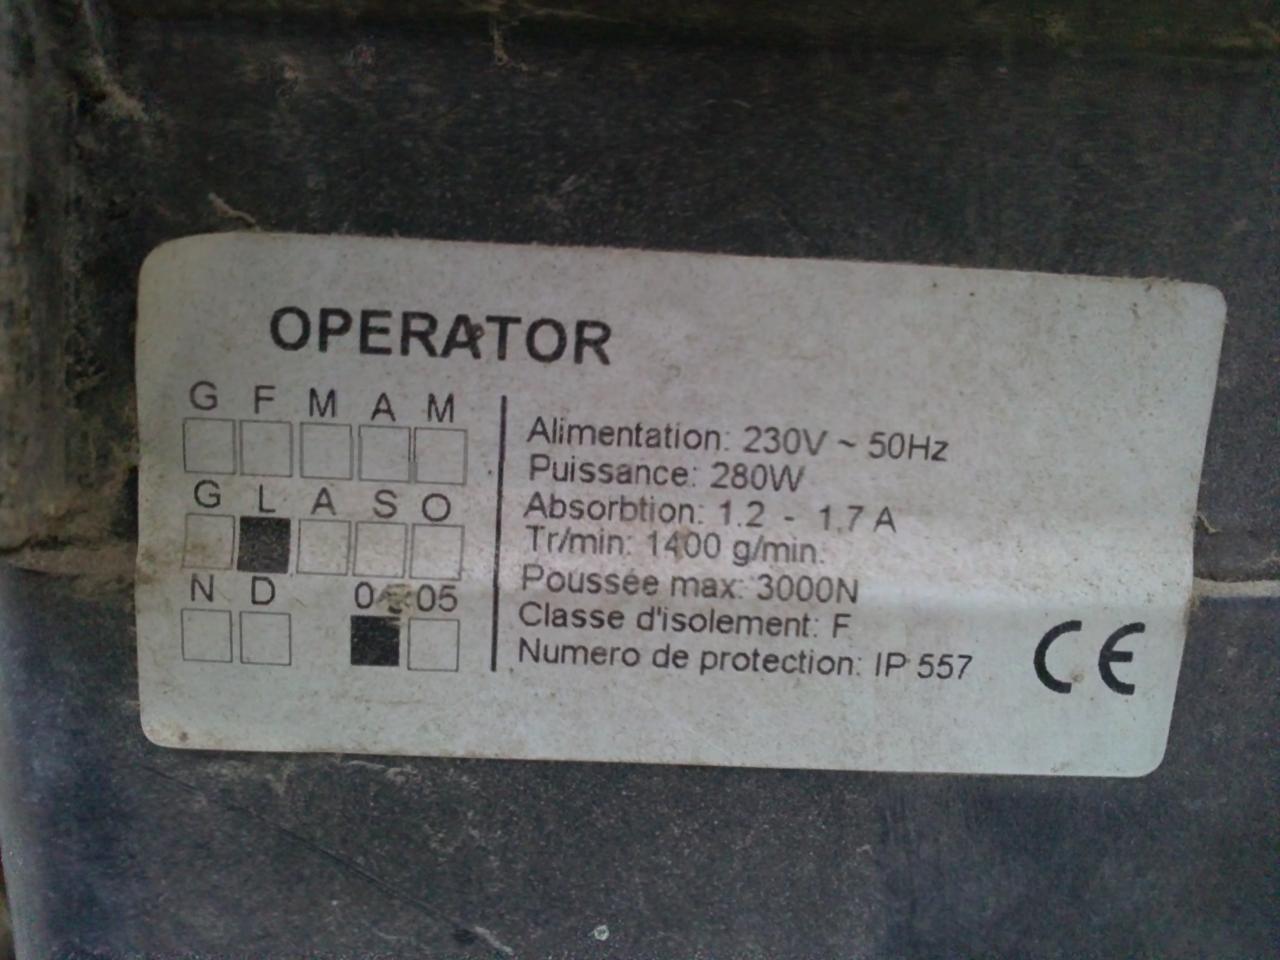 OPERATOR
G F M A M
G L A S O
N D 05
Alimentation: 230V ~ 50Hz
Puissance: 280W
Absorbtion: 1.2 - 1.7 A
Tr/min: 1400 g/min.
Poussée max: 3000N
Classe d'isolement: F
Numero de protection: IP 557
CE